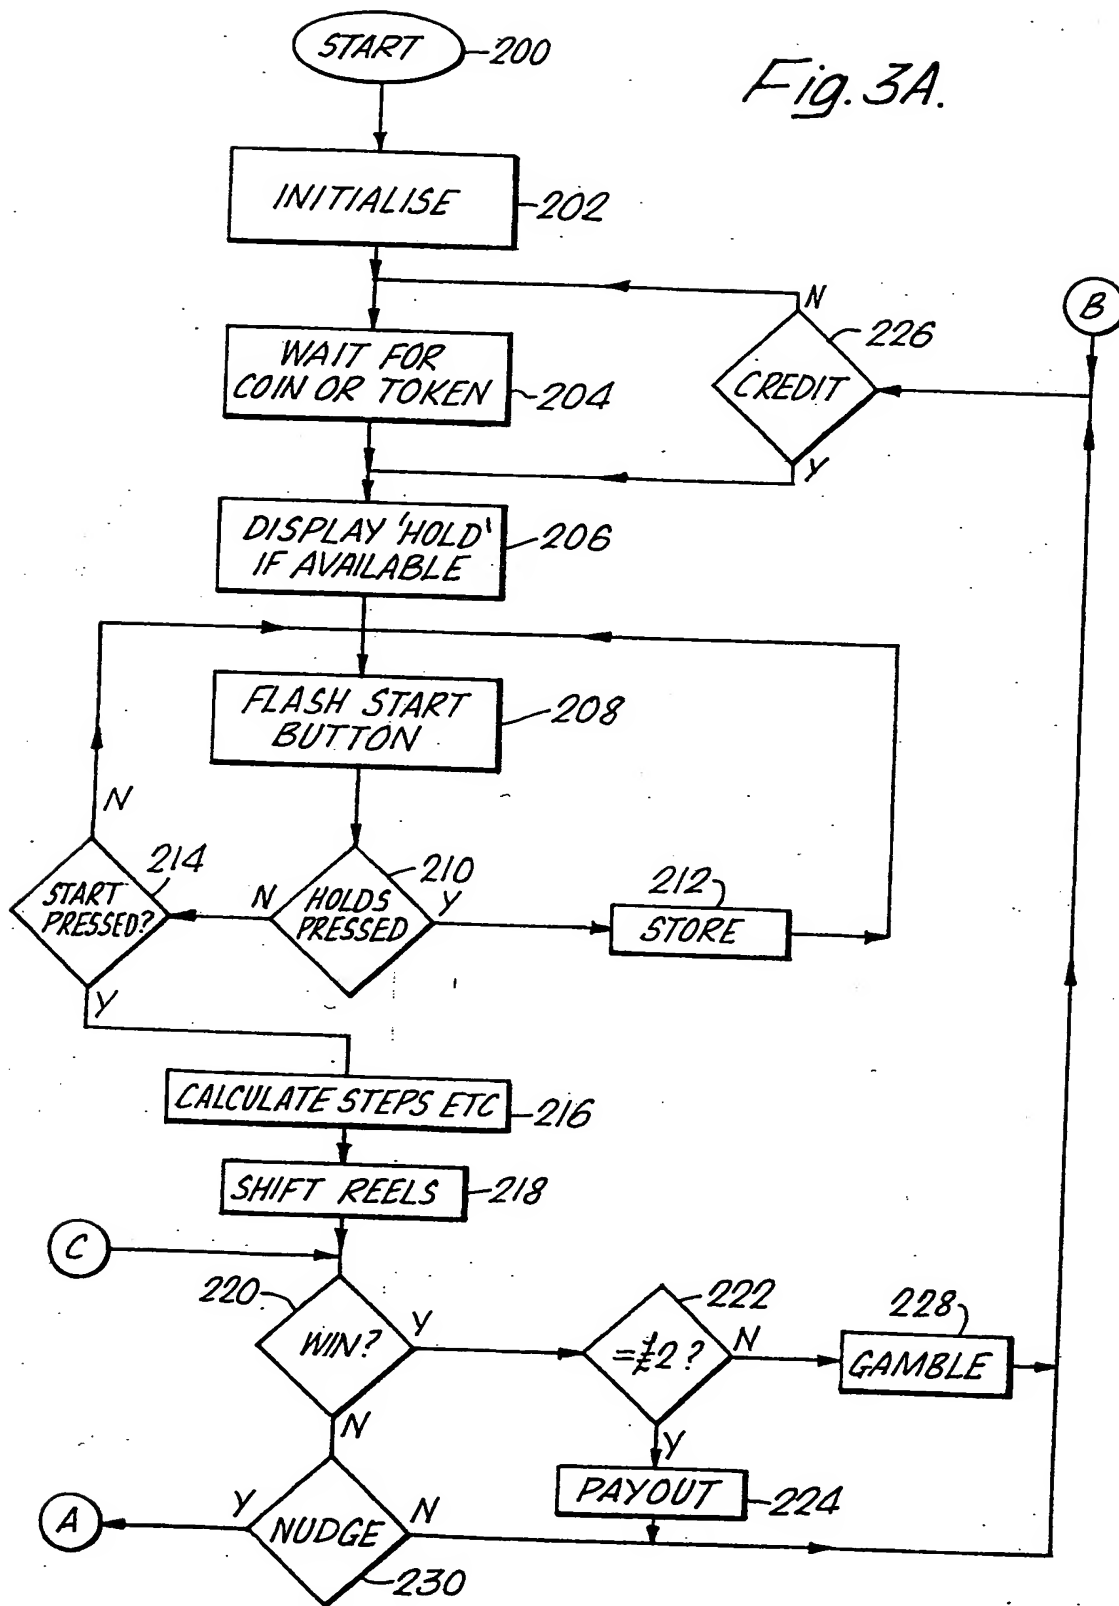 START
200
Fig. 3A.
INITIALISE
202
N
B
226
WAIT FOR
COIN OR TOKEN
204
CREDIT
Y
DISPLAY 'HOLD'
IF AVAILABLE
206
FLASH START
BUTTON
208
N
214
START
PRESSED?
N
210
HOLDS
PRESSED
Y
212
STORE
Y
CALCULATE STEPS ETC
216
SHIFT REELS
218
C
220
WIN?
Y
222
=£2?
N
228
GAMBLE
N
Y
PAYOUT
224
A
Y
NUDGE
N
230